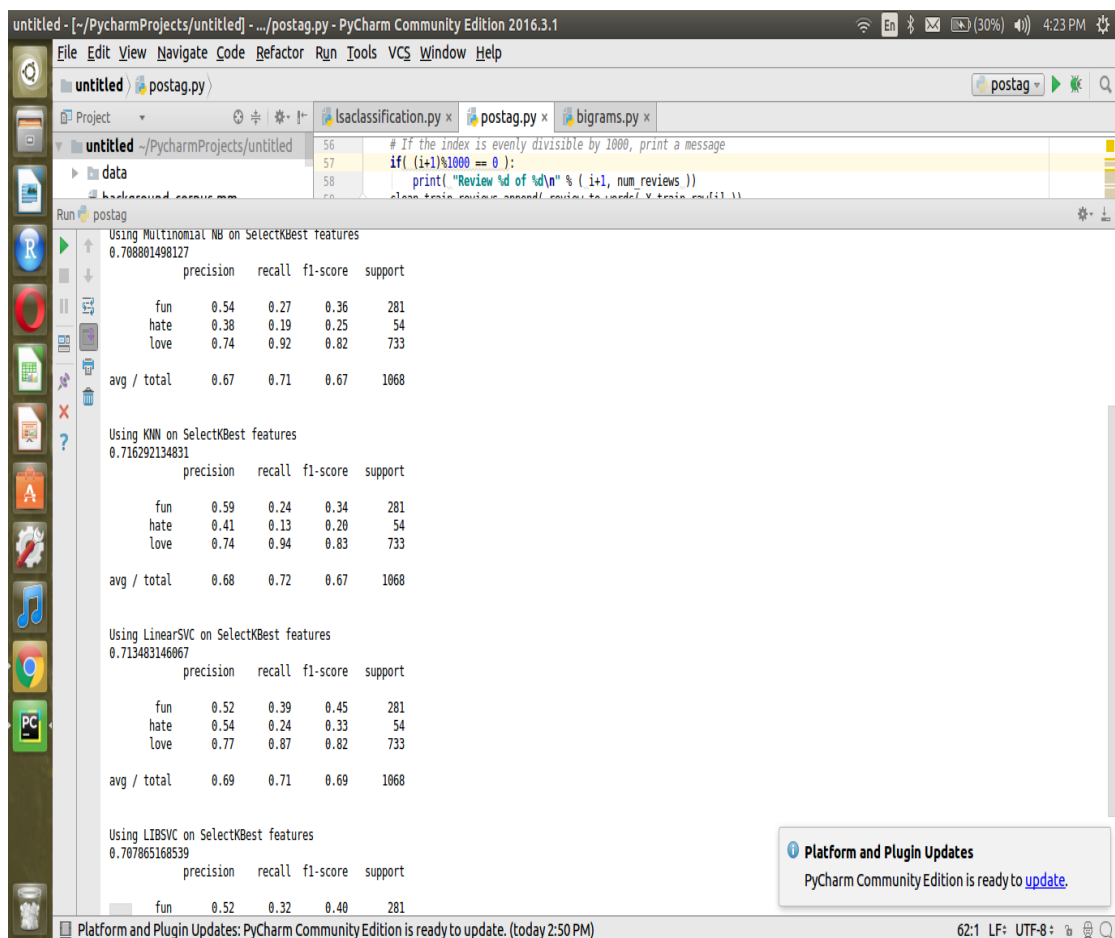 untitled - [~/PycharmProjects/untitled] - .../postag.py - PyCharm Community Edition 2016.3.1 En (30%) 4:23 PM
File Edit View Navigate Code Refactor Run Tools VCS Window Help
untitled postag.py postag
Project lsaclassification.py × postag.py × bigrams.py ×
untitled ~/PycharmProjects/untitled
data
background_corpus.mm
56 # If the index is evenly divisible by 1000, print a message
57 if( (i+1)%1000 == 0 ):
58 print( "Review %d of %d\n" % ( i+1, num_reviews ))
59 clean_train_reviews.append( review_to_words( X_train_raw[i] ))
Run postag
Using Multinomial NB on SelectKBest features
0.708801498127
precision recall f1-score support
fun 0.54 0.27 0.36 281
hate 0.38 0.19 0.25 54
love 0.74 0.92 0.82 733
avg / total 0.67 0.71 0.67 1068
Using KNN on SelectKBest features
0.716292134831
precision recall f1-score support
fun 0.59 0.24 0.34 281
hate 0.41 0.13 0.20 54
love 0.74 0.94 0.83 733
avg / total 0.68 0.72 0.67 1068
Using LinearSVC on SelectKBest features
0.713483146067
precision recall f1-score support
fun 0.52 0.39 0.45 281
hate 0.54 0.24 0.33 54
love 0.77 0.87 0.82 733
avg / total 0.69 0.71 0.69 1068
Using LIBSVC on SelectKBest features
0.707865168539
precision recall f1-score support
fun 0.52 0.32 0.40 281
Platform and Plugin Updates
PyCharm Community Edition is ready to update.
Platform and Plugin Updates: PyCharm Community Edition is ready to update. (today 2:50 PM) 62:1 LF÷ UTF-8÷
R
A
PC